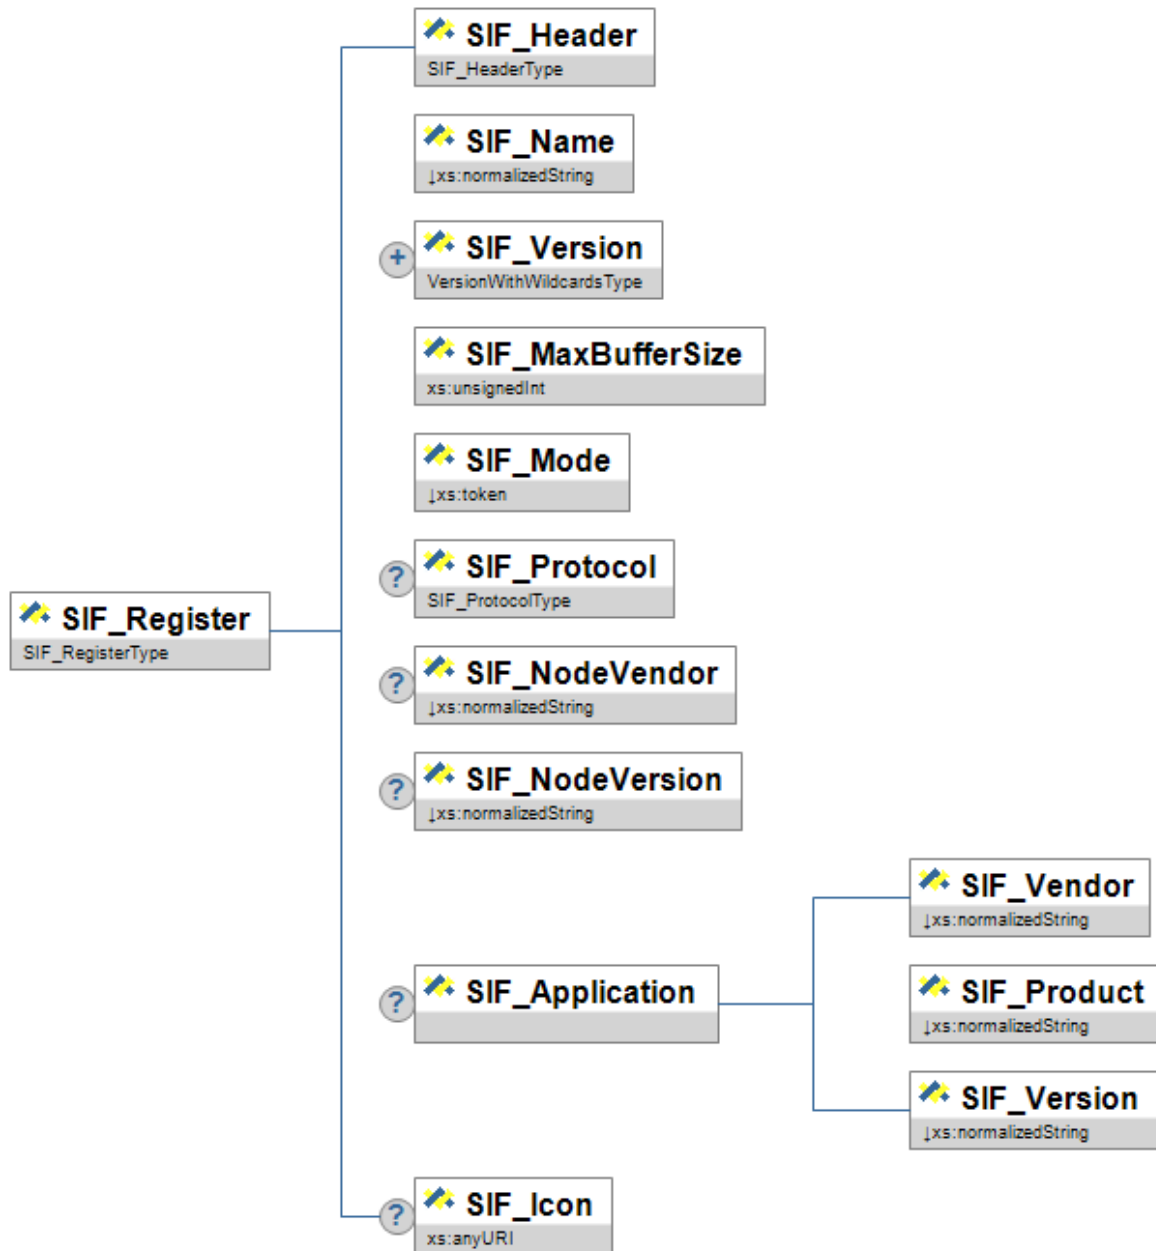 SIF_Header
SIF_HeaderType
SIF_Name
↓xs:normalizedString
+
SIF_Version
VersionWithWildcardsType
SIF_MaxBufferSize
xs:unsignedInt
SIF_Mode
↓xs:token
?
SIF_Protocol
SIF_ProtocolType
SIF_Register
SIF_RegisterType
?
SIF_NodeVendor
↓xs:normalizedString
?
SIF_NodeVersion
↓xs:normalizedString
SIF_Vendor
↓xs:normalizedString
?
SIF_Application
SIF_Product
↓xs:normalizedString
SIF_Version
↓xs:normalizedString
?
SIF_Icon
xs:anyURI